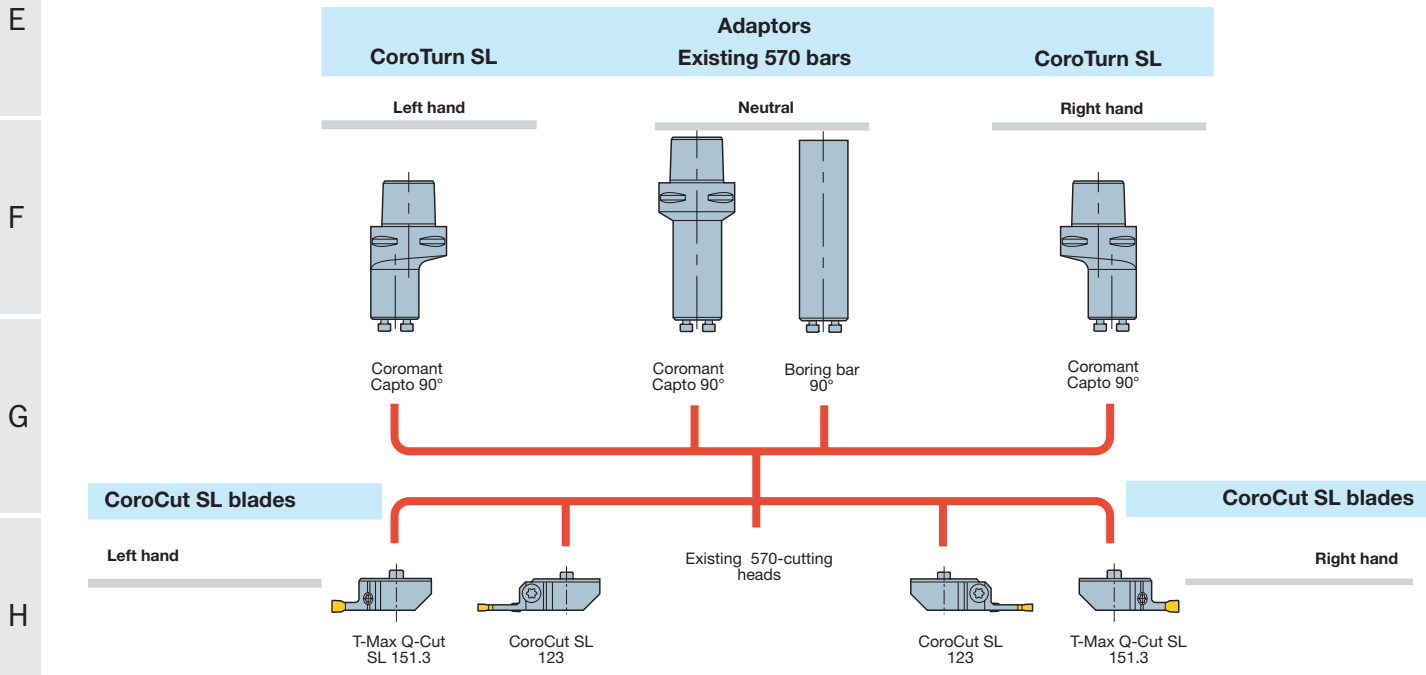 E
Adaptors
CoroTurn SL
Existing 570 bars
CoroTurn SL
Left hand
Neutral
Right hand
F
Coromant
Capto 90°
Coromant
Capto 90°
Boring bar
90°
Coromant
Capto 90°
G
CoroCut SL blades
CoroCut SL blades
Left hand
Existing 570-cutting
heads
Right hand
H
T-Max Q-Cut
SL 151.3
CoroCut SL
123
CoroCut SL
123
T-Max Q-Cut SL
151.3